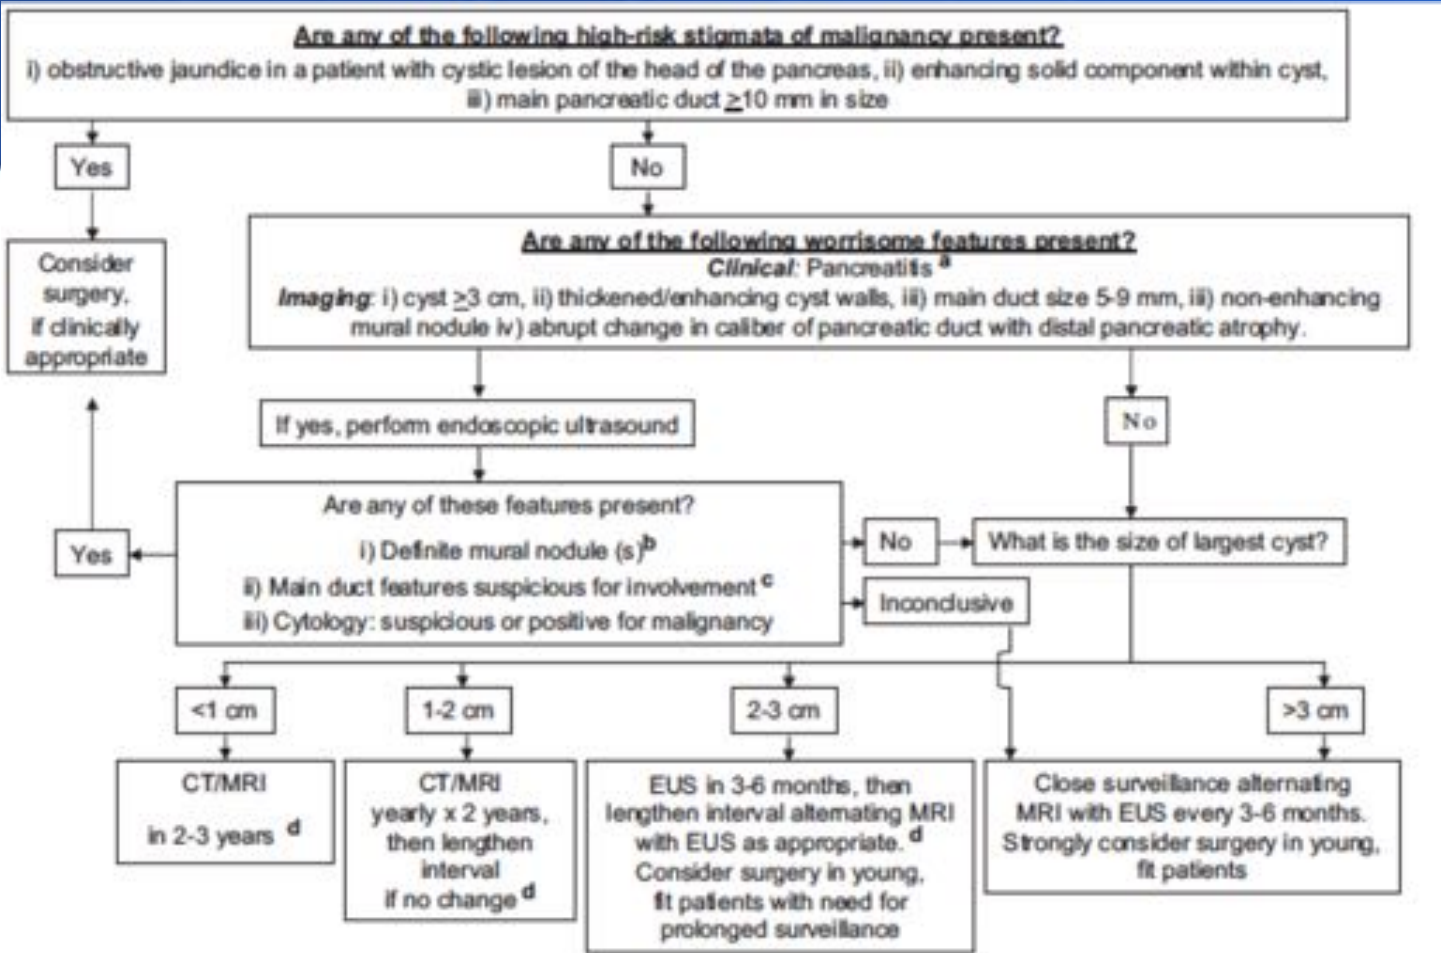 Are any of the following high-risk stigmata of malignancy present?
i) obstructive jaundice in a patient with cystic lesion of the head of the pancreas, ii) enhancing solid component within cyst,
iii) main pancreatic duct ≥10 mm in size
Yes
No
Consider
surgery,
if clinically
appropriate
Are any of the following worrisome features present?
Clinical: Pancreatitis a
Imaging: i) cyst ≥3 cm, ii) thickened/enhancing cyst walls, iii) main duct size 5-9 mm, iii) non-enhancing
mural nodule iv) abrupt change in caliber of pancreatic duct with distal pancreatic atrophy.
If yes, perform endoscopic ultrasound
No
Are any of these features present?
i) Definite mural nodule (s) b
ii) Main duct features suspicious for involvement c
iii) Cytology: suspicious or positive for malignancy
Yes
No
What is the size of largest cyst?
Inconclusive
<1 cm
1-2 cm
2-3 cm
>3 cm
CT/MRI
in 2-3 years d
CT/MRI
yearly x 2 years,
then lengthen
interval
if no change d
EUS in 3-6 months, then
lengthen interval alternating MRI
with EUS as appropriate. d
Consider surgery in young,
fit patients with need for
prolonged surveillance
Close surveillance alternating
MRI with EUS every 3-6 months.
Strongly consider surgery in young,
fit patients